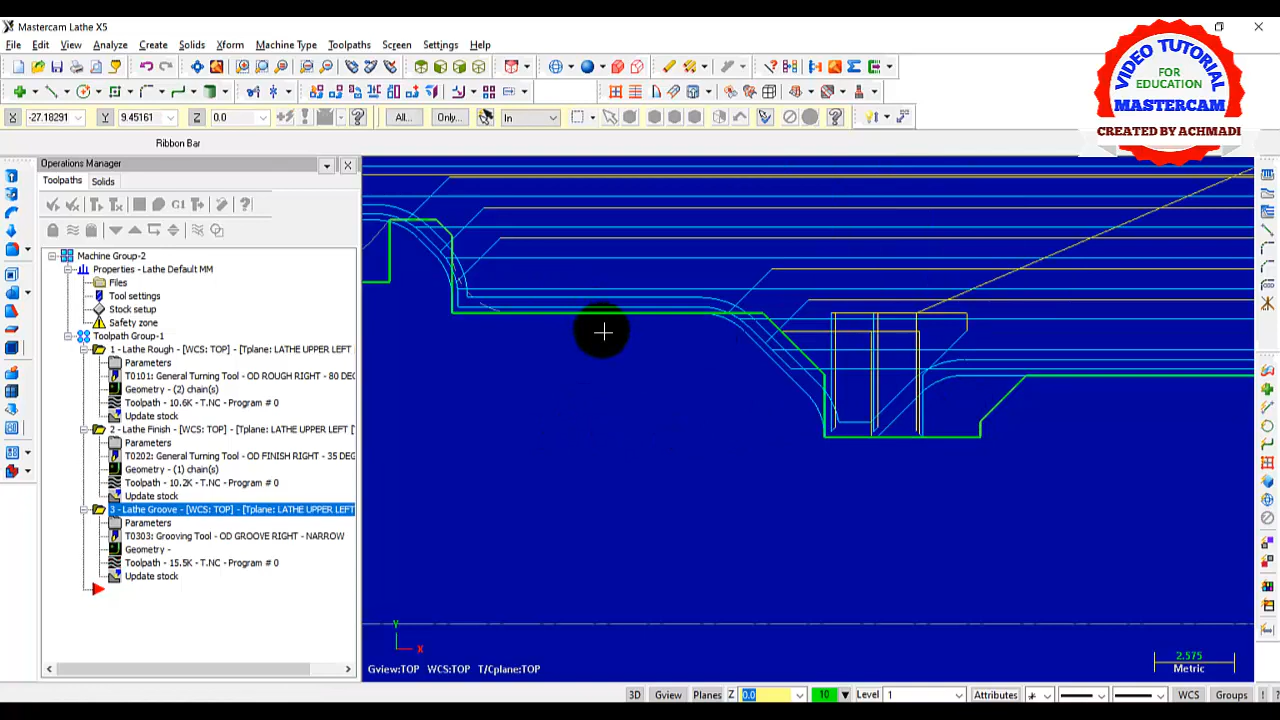 Mastercam Lathe X5
File Edit View Analyze Create Solids Xform Machine Type Toolpaths Screen Settings Help
VIDEO TUTORIAL
FOR
EDUCATION
MASTERCAM
CREATED BY ACHMADI
X -27.18291 Y 9.45161 Z 0.0 All... Only... In
Ribbon Bar
Operations Manager
Toolpaths Solids
G1
Machine Group-2
Properties - Lathe Default MM
Files
Tool settings
Stock setup
Safety zone
Toolpath Group-1
1 - Lathe Rough - [WCS: TOP] - [Tplane: LATHE UPPER LEFT
Parameters
T0101: General Turning Tool - OD ROUGH RIGHT - 80 DEG
Geometry - (2) chain(s)
Toolpath - 10.6K - T.NC - Program # 0
Update stock
2 - Lathe Finish - [WCS: TOP] - [Tplane: LATHE UPPER LEFT [
Parameters
T0202: General Turning Tool - OD FINISH RIGHT - 35 DEG
Geometry - (1) chain(s)
Toolpath - 10.2K - T.NC - Program # 0
Update stock
3 - Lathe Groove - [WCS: TOP] - [Tplane: LATHE UPPER LEFT
Parameters
T0303: Grooving Tool - OD GROOVE RIGHT - NARROW
Geometry -
Toolpath - 15.5K - T.NC - Program # 0
Update stock
Y
X
Gview:TOP WCS:TOP T/Cplane:TOP
2.575
Metric
3D Gview Planes Z 0.0 10 Level 1 Attributes WCS Groups ! ?